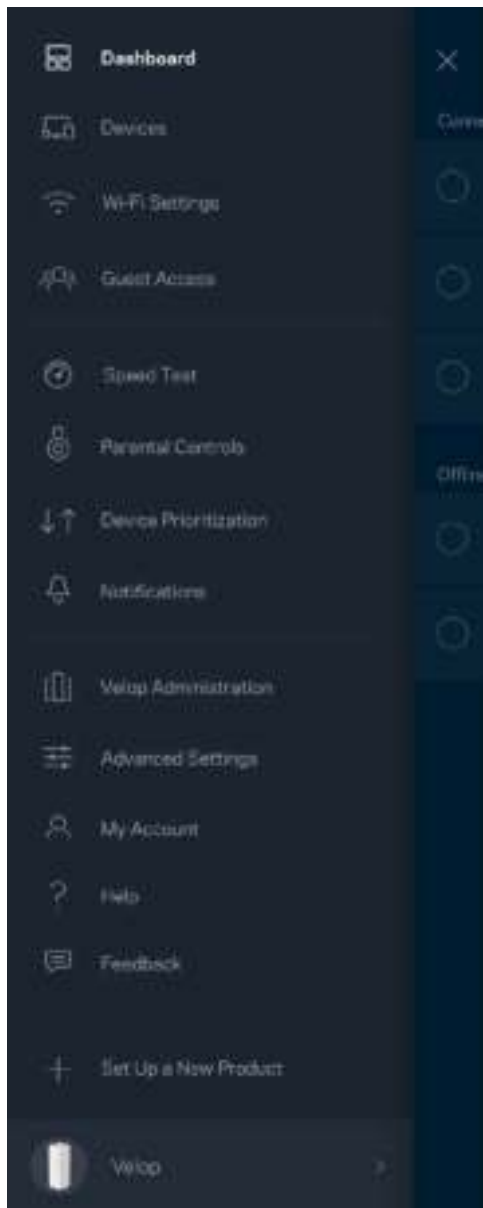 Dashboard
Devices
Wi-Fi Settings
Guest Access
Speed Test
Parental Controls
Device Prioritization
Notifications
Velop Administration
Advanced Settings
My Account
Help
Feedback
Set Up a New Product
Velop